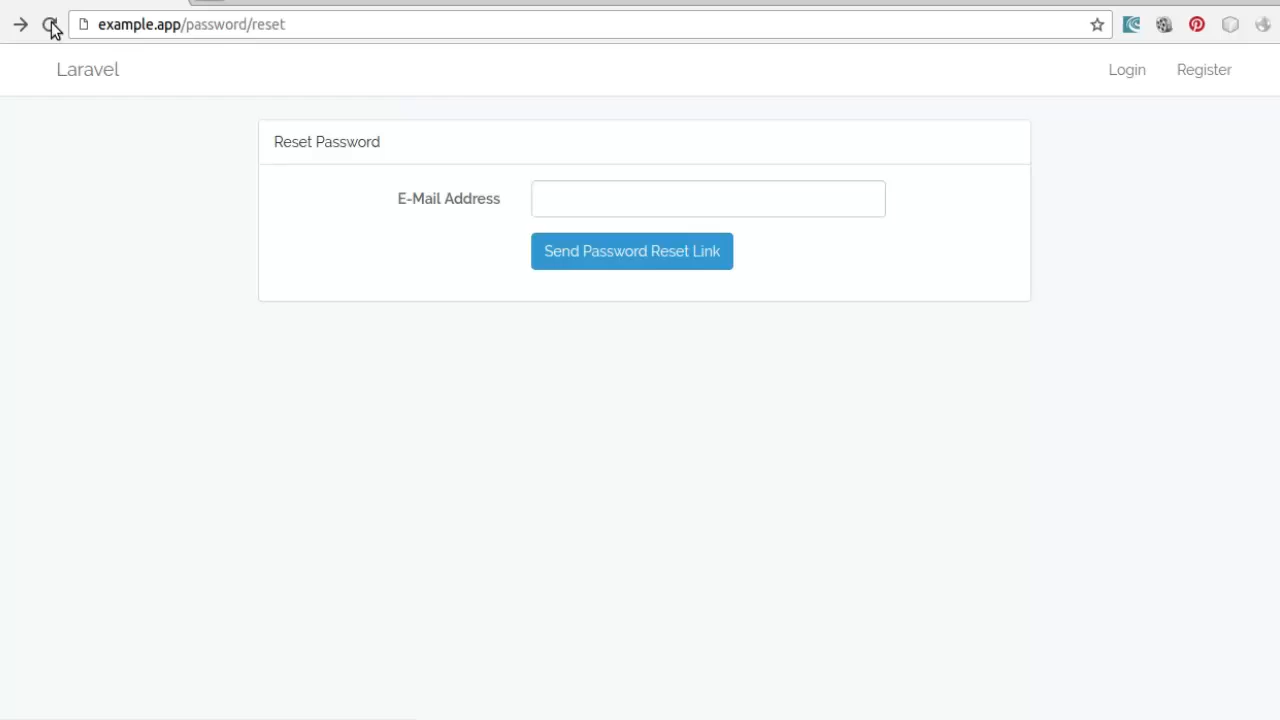 example.app/password/reset
Laravel
Login
Register
Reset Password
E-Mail Address
Send Password Reset Link